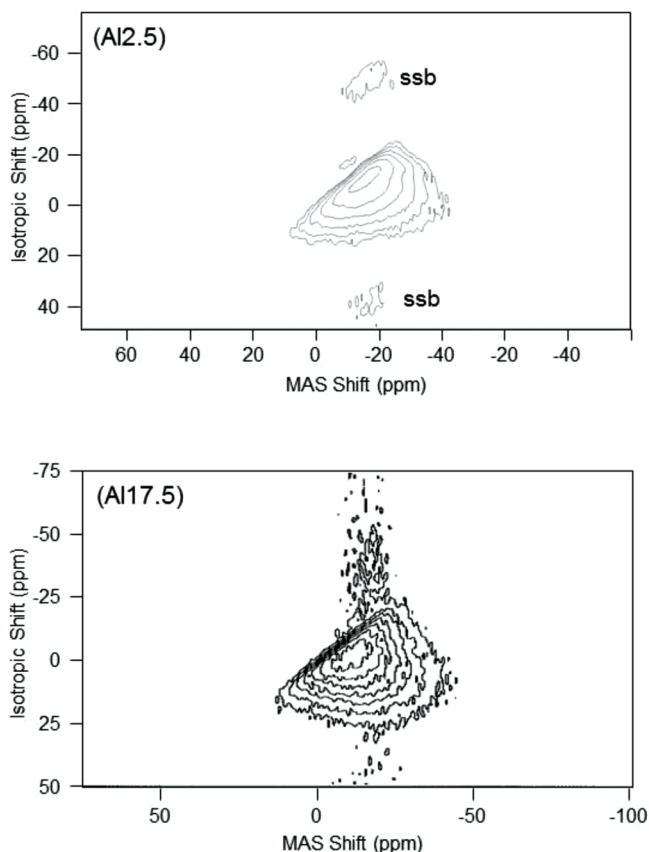 (Al2.5)
-60
-40
-20
0
20
40
Isotropic Shift (ppm)
ssb
ssb
60 40 20 0 -20 -40 -20 -40
MAS Shift (ppm)
(Al17.5)
-75
-50
-25
0
25
50
Isotropic Shift (ppm)
50 0 -50 -100
MAS Shift (ppm)